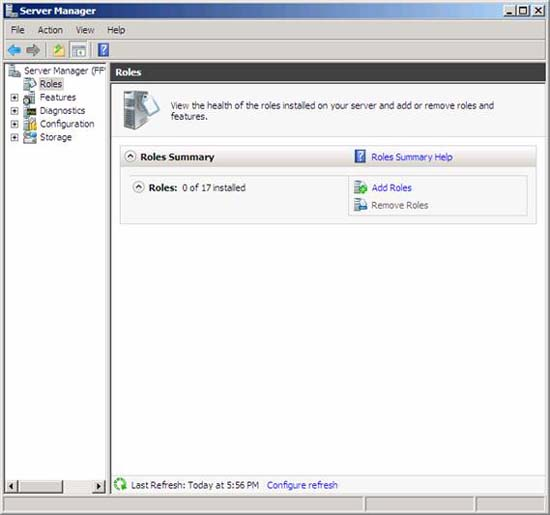 Server Manager
File Action View Help
Server Manager (FF
Roles
Features
Diagnostics
Configuration
Storage
Roles
View the health of the roles installed on your server and add or remove roles and
features.
Roles Summary
Roles Summary Help
Roles: 0 of 17 installed
Add Roles
Remove Roles
Last Refresh: Today at 5:56 PM Configure refresh